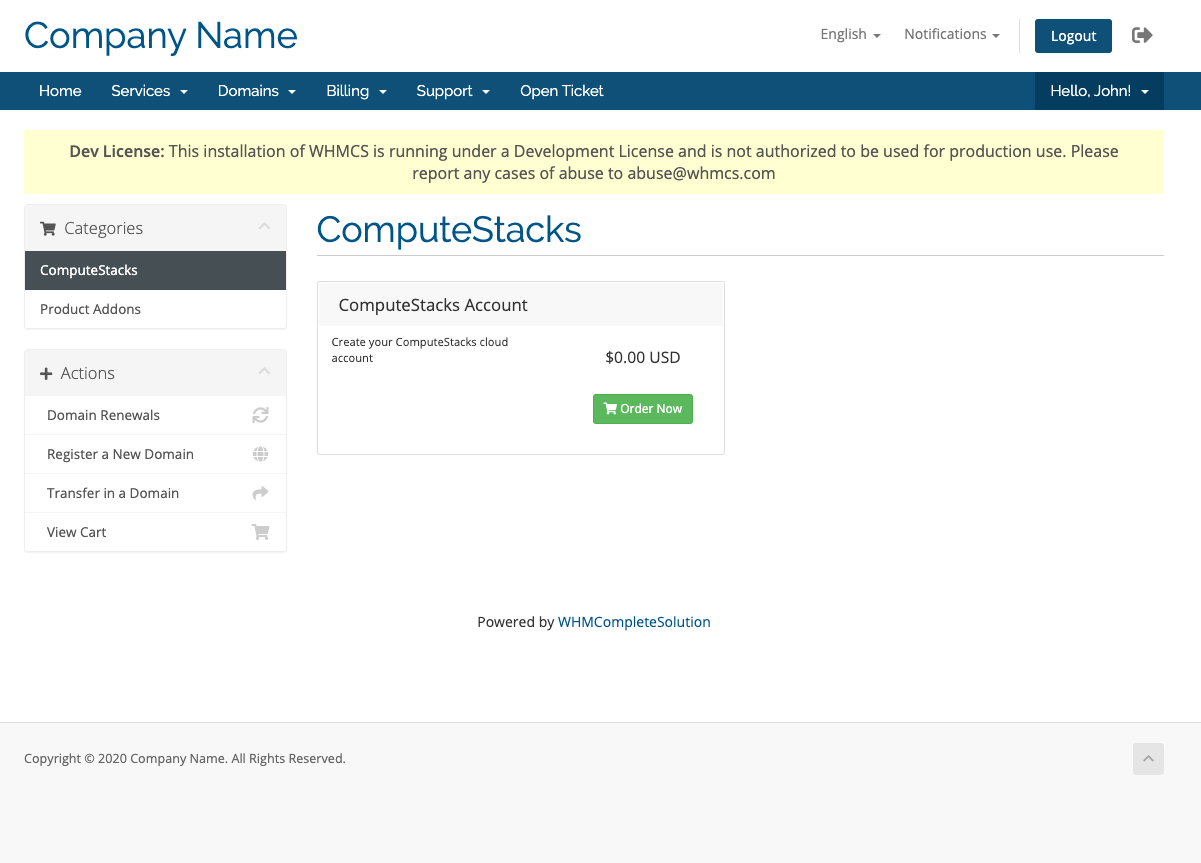 Company Name
English
Notifications
Logout
Home
Services
Domains
Billing
Support
Open Ticket
Hello, John!
Dev License: This installation of WHMCS is running under a Development License and is not authorized to be used for production use. Please
report any cases of abuse to abuse@whmcs.com
Categories
ComputeStacks
Product Addons
Actions
Domain Renewals
Register a New Domain
Transfer in a Domain
View Cart
ComputeStacks
ComputeStacks Account
Create your ComputeStacks cloud
account
$0.00 USD
Order Now
Powered by WHMCompleteSolution
Copyright © 2020 Company Name. All Rights Reserved.